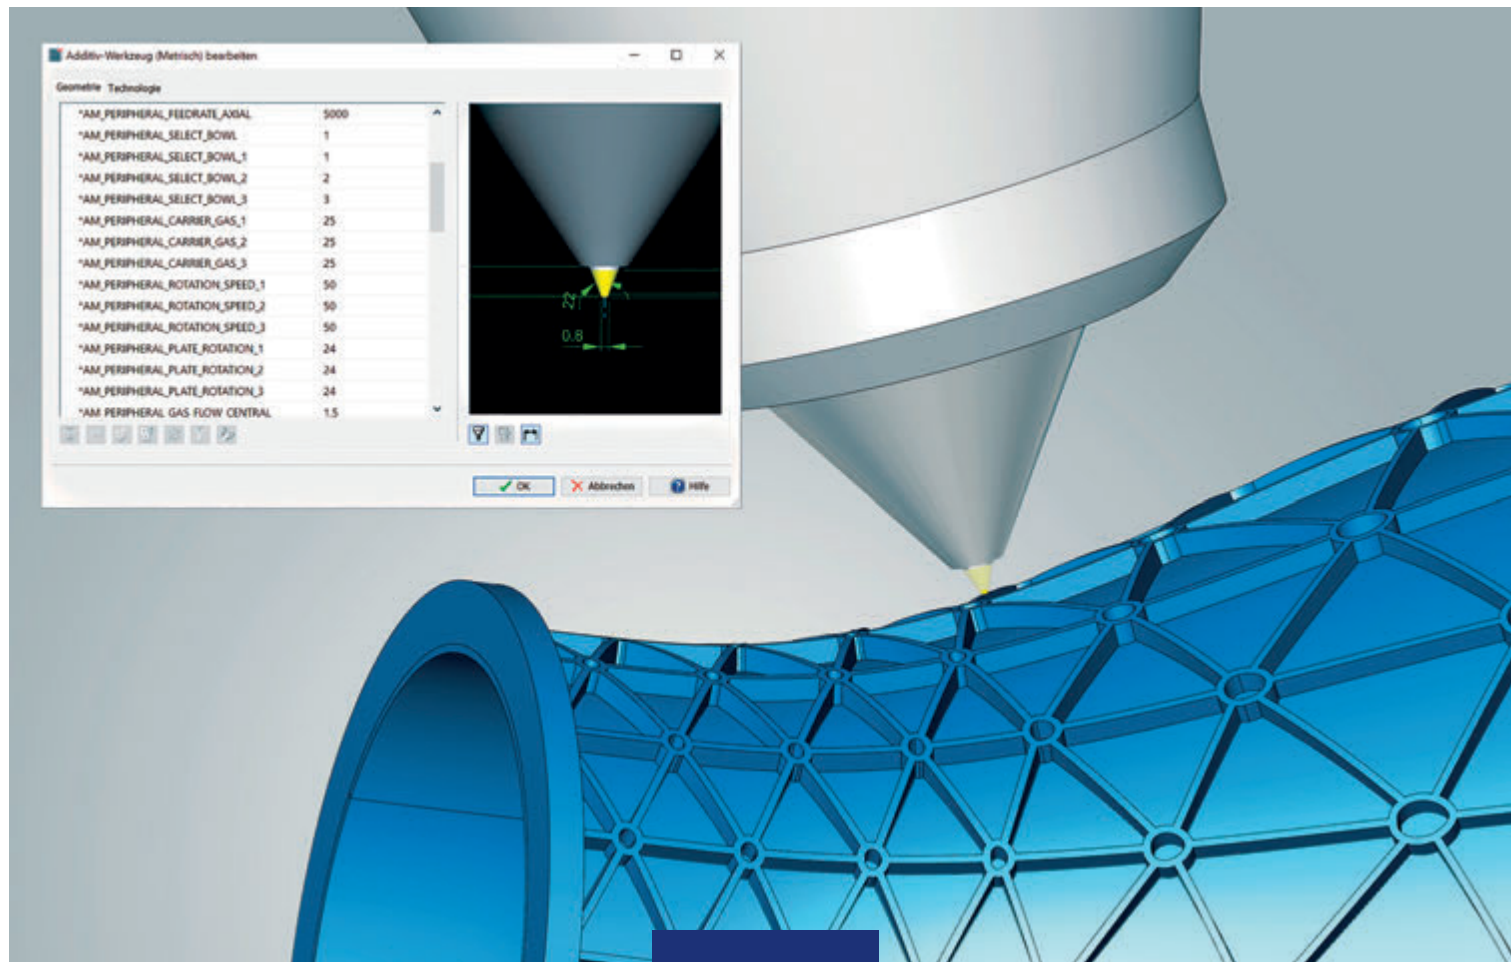 Additiv-Werkzeug (Metrisch) bearbeiten
Geometrie Technologie
*AM_PERIPHERAL_FEEDRATE_AXIAL 5000
*AM_PERIPHERAL_SELECT_BOWL 1
*AM_PERIPHERAL_SELECT_BOWL_1 1
*AM_PERIPHERAL_SELECT_BOWL_2 2
*AM_PERIPHERAL_SELECT_BOWL_3 3
*AM_PERIPHERAL_CARRIER_GAS_1 25
*AM_PERIPHERAL_CARRIER_GAS_2 25
*AM_PERIPHERAL_CARRIER_GAS_3 25
*AM_PERIPHERAL_ROTATION_SPEED_1 50
*AM_PERIPHERAL_ROTATION_SPEED_2 50
*AM_PERIPHERAL_ROTATION_SPEED_3 50
*AM_PERIPHERAL_PLATE_ROTATION_1 24
*AM_PERIPHERAL_PLATE_ROTATION_2 24
*AM_PERIPHERAL_PLATE_ROTATION_3 24
*AM_PERIPHERAL_GAS_FLOW_CENTRAL 1.5
22
0.8
OK Abbrechen Hilfe